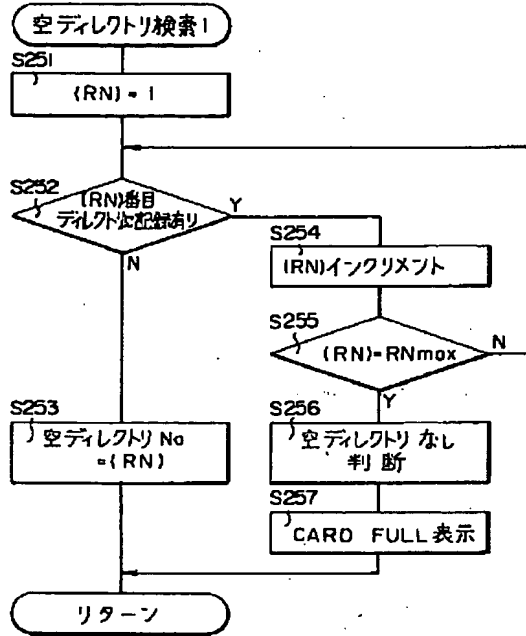 空ディレクトリ検索1
S251
(RN)=1
S252
(RN)番目
ディレクトリに記録有り
Y
N
S254
(RN)インクリメント
S255
(RN)=RNmax
N
Y
S253
空ディレクトリNo
=(RN)
S256
空ディレクトリなし
判断
S257
CARD FULL表示
リターン